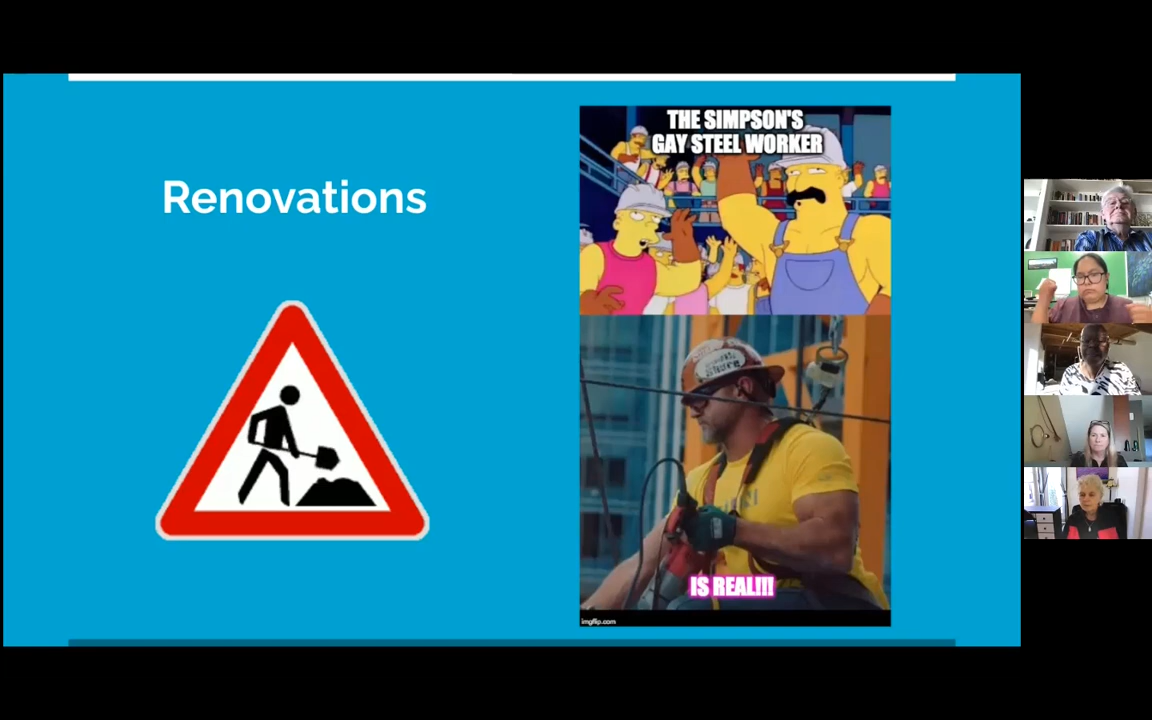 Renovations
THE SIMPSON'S
GAY STEEL WORKER
IS REAL!!!
imgflip.com